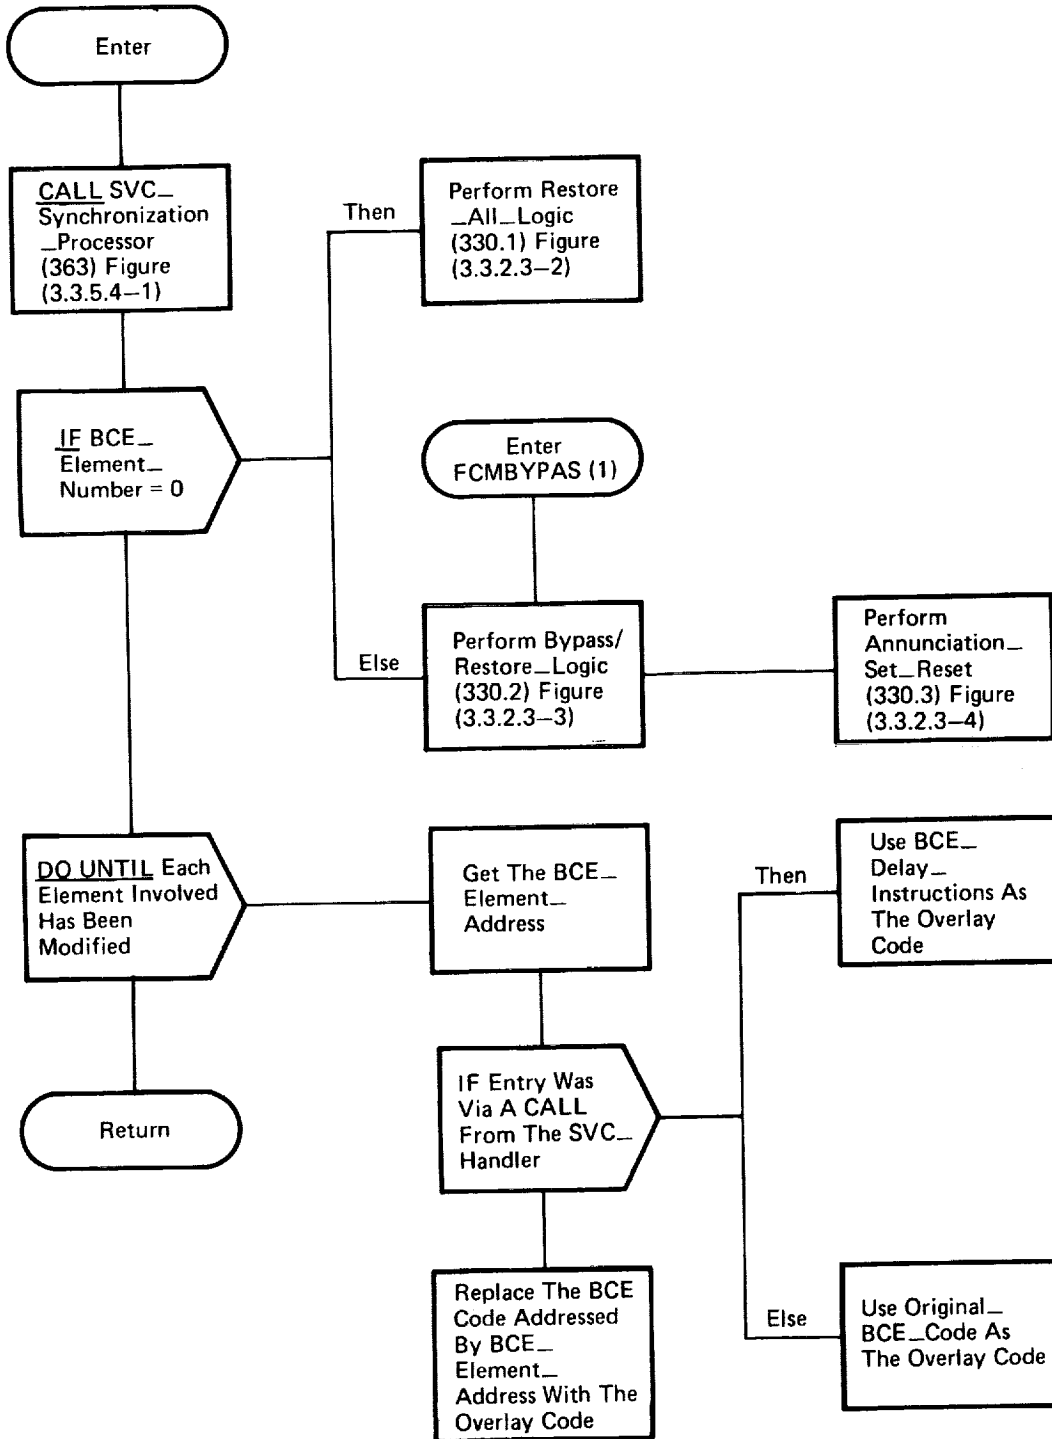 Enter
CALL SVC_
Synchronization
_Processor
(363) Figure
(3.3.5.4–1)
Then
Perform Restore
_All_Logic
(330.1) Figure
(3.3.2.3–2)
IF BCE_
Element_
Number = 0
Enter
FCMBYPAS (1)
Else
Perform Bypass/
Restore_Logic
(330.2) Figure
(3.3.2.3–3)
Perform
Annunciation_
Set_Reset
(330.3) Figure
(3.3.2.3–4)
DO UNTIL Each
Element Involved
Has Been
Modified
Get The BCE_
Element_
Address
Then
Use BCE_
Delay_
Instructions As
The Overlay
Code
IF Entry Was
Via A CALL
From The SVC_
Handler
Return
Replace The BCE
Code Addressed
By BCE_
Element_
Address With The
Overlay Code
Else
Use Original_
BCE_Code As
The Overlay Code